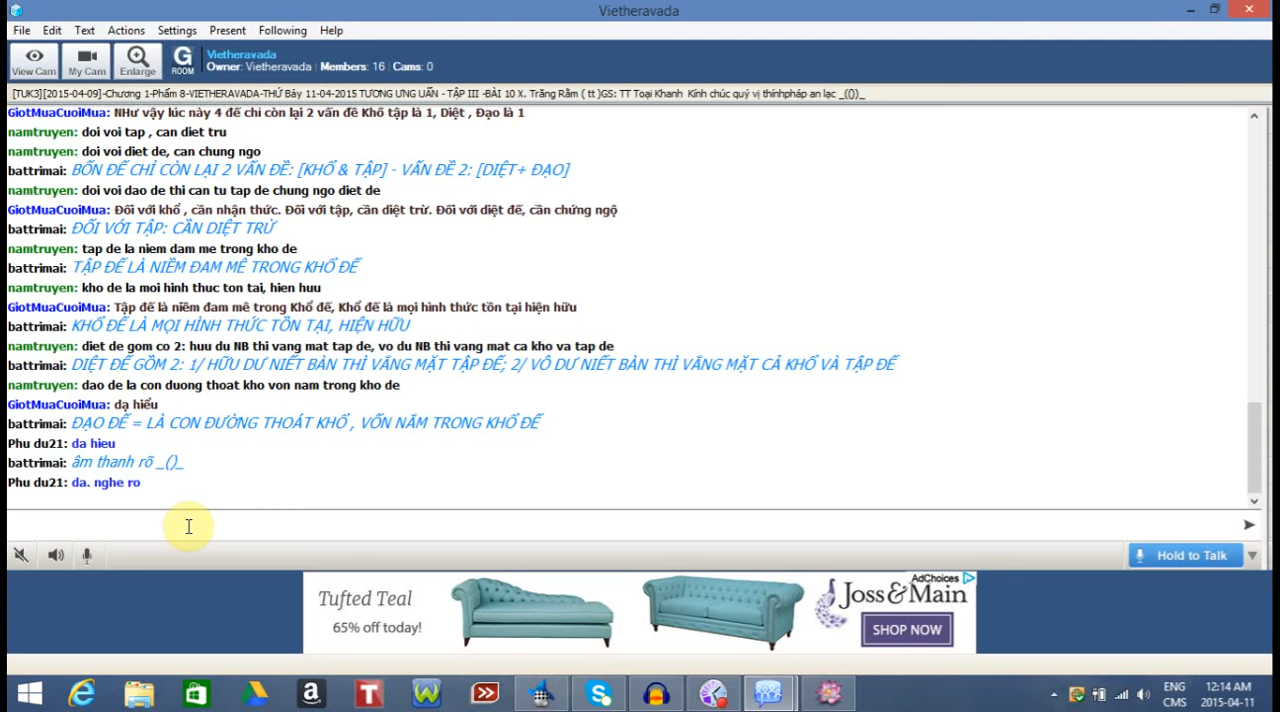 Vietheravada
File Edit Text Actions Settings Present Following Help
View Cam My Cam Enlarge G ROOM
Vietheravada
Owner: Vietheravada | Members: 16 | Cams: 0
[TUK3][2015-04-09]-Chương 1-Phẩm 8-VIETHERAVADA-THỨ Bảy 11-04-2015 TƯƠNG ƯNG UẨN - TẬP III -BÀI 10 X. Trăng Rằm ( tt )GS: TT Toại Khanh Kính chúc quý vị thínhpháp an lạc _(())_
GiotMuaCuoiMua: NHư vậy lúc này 4 đế chỉ còn lại 2 vấn đề Khổ tập là 1, Diệt , Đạo là 1
namtruyen: doi voi tap , can diet tru
namtruyen: doi voi diet de, can chung ngo
battrimai: BỐN ĐẾ CHỈ CÒN LẠI 2 VẤN ĐỀ: [KHỔ & TẬP] - VẤN ĐỀ 2: [DIỆT+ ĐẠO]
namtruyen: doi voi dao de thi can tu tap de chung ngo diet de
GiotMuaCuoiMua: Đối với khổ , cần nhận thức. Đối với tập, cần diệt trừ. Đối với diệt đế, cần chứng ngộ
battrimai: ĐỐI VỚI TẬP: CẦN DIỆT TRỪ
namtruyen: tap de la niem dam me trong kho de
battrimai: TẬP ĐẾ LÀ NIỀM ĐAM MÊ TRONG KHỔ ĐẾ
namtruyen: kho de la moi hinh thuc ton tai, hien huu
GiotMuaCuoiMua: Tập đế là niềm đam mê trong Khổ đế, Khổ đế là mọi hình thức tồn tại hiện hữu
battrimai: KHỔ ĐẾ LÀ MỌI HÌNH THỨC TỒN TẠI, HIỆN HỮU
namtruyen: diet de gom co 2: huu du NB thi vang mat tap de, vo du NB thi vang mat ca kho va tap de
battrimai: DIỆT ĐẾ GỒM 2: 1/ HỮU DƯ NIẾT BÀN THÌ VẮNG MẶT TẬP ĐẾ; 2/ VÔ DƯ NIẾT BÀN THÌ VẮNG MẶT CẢ KHỔ VÀ TẬP ĐẾ
namtruyen: dao de la con duong thoat kho von nam trong kho de
GiotMuaCuoiMua: dạ hiểu
battrimai: ĐẠO ĐẾ = LÀ CON ĐƯỜNG THOÁT KHỔ , VỐN NẰM TRONG KHỔ ĐẾ
Phu du21: da hieu
battrimai: âm thanh rõ _()_
Phu du21: da. nghe ro
Hold to Talk
Tufted Teal
65% off today!
AdChoices
Joss&Main
SHOP NOW
ENG 12:14 AM
CMS 2015-04-11